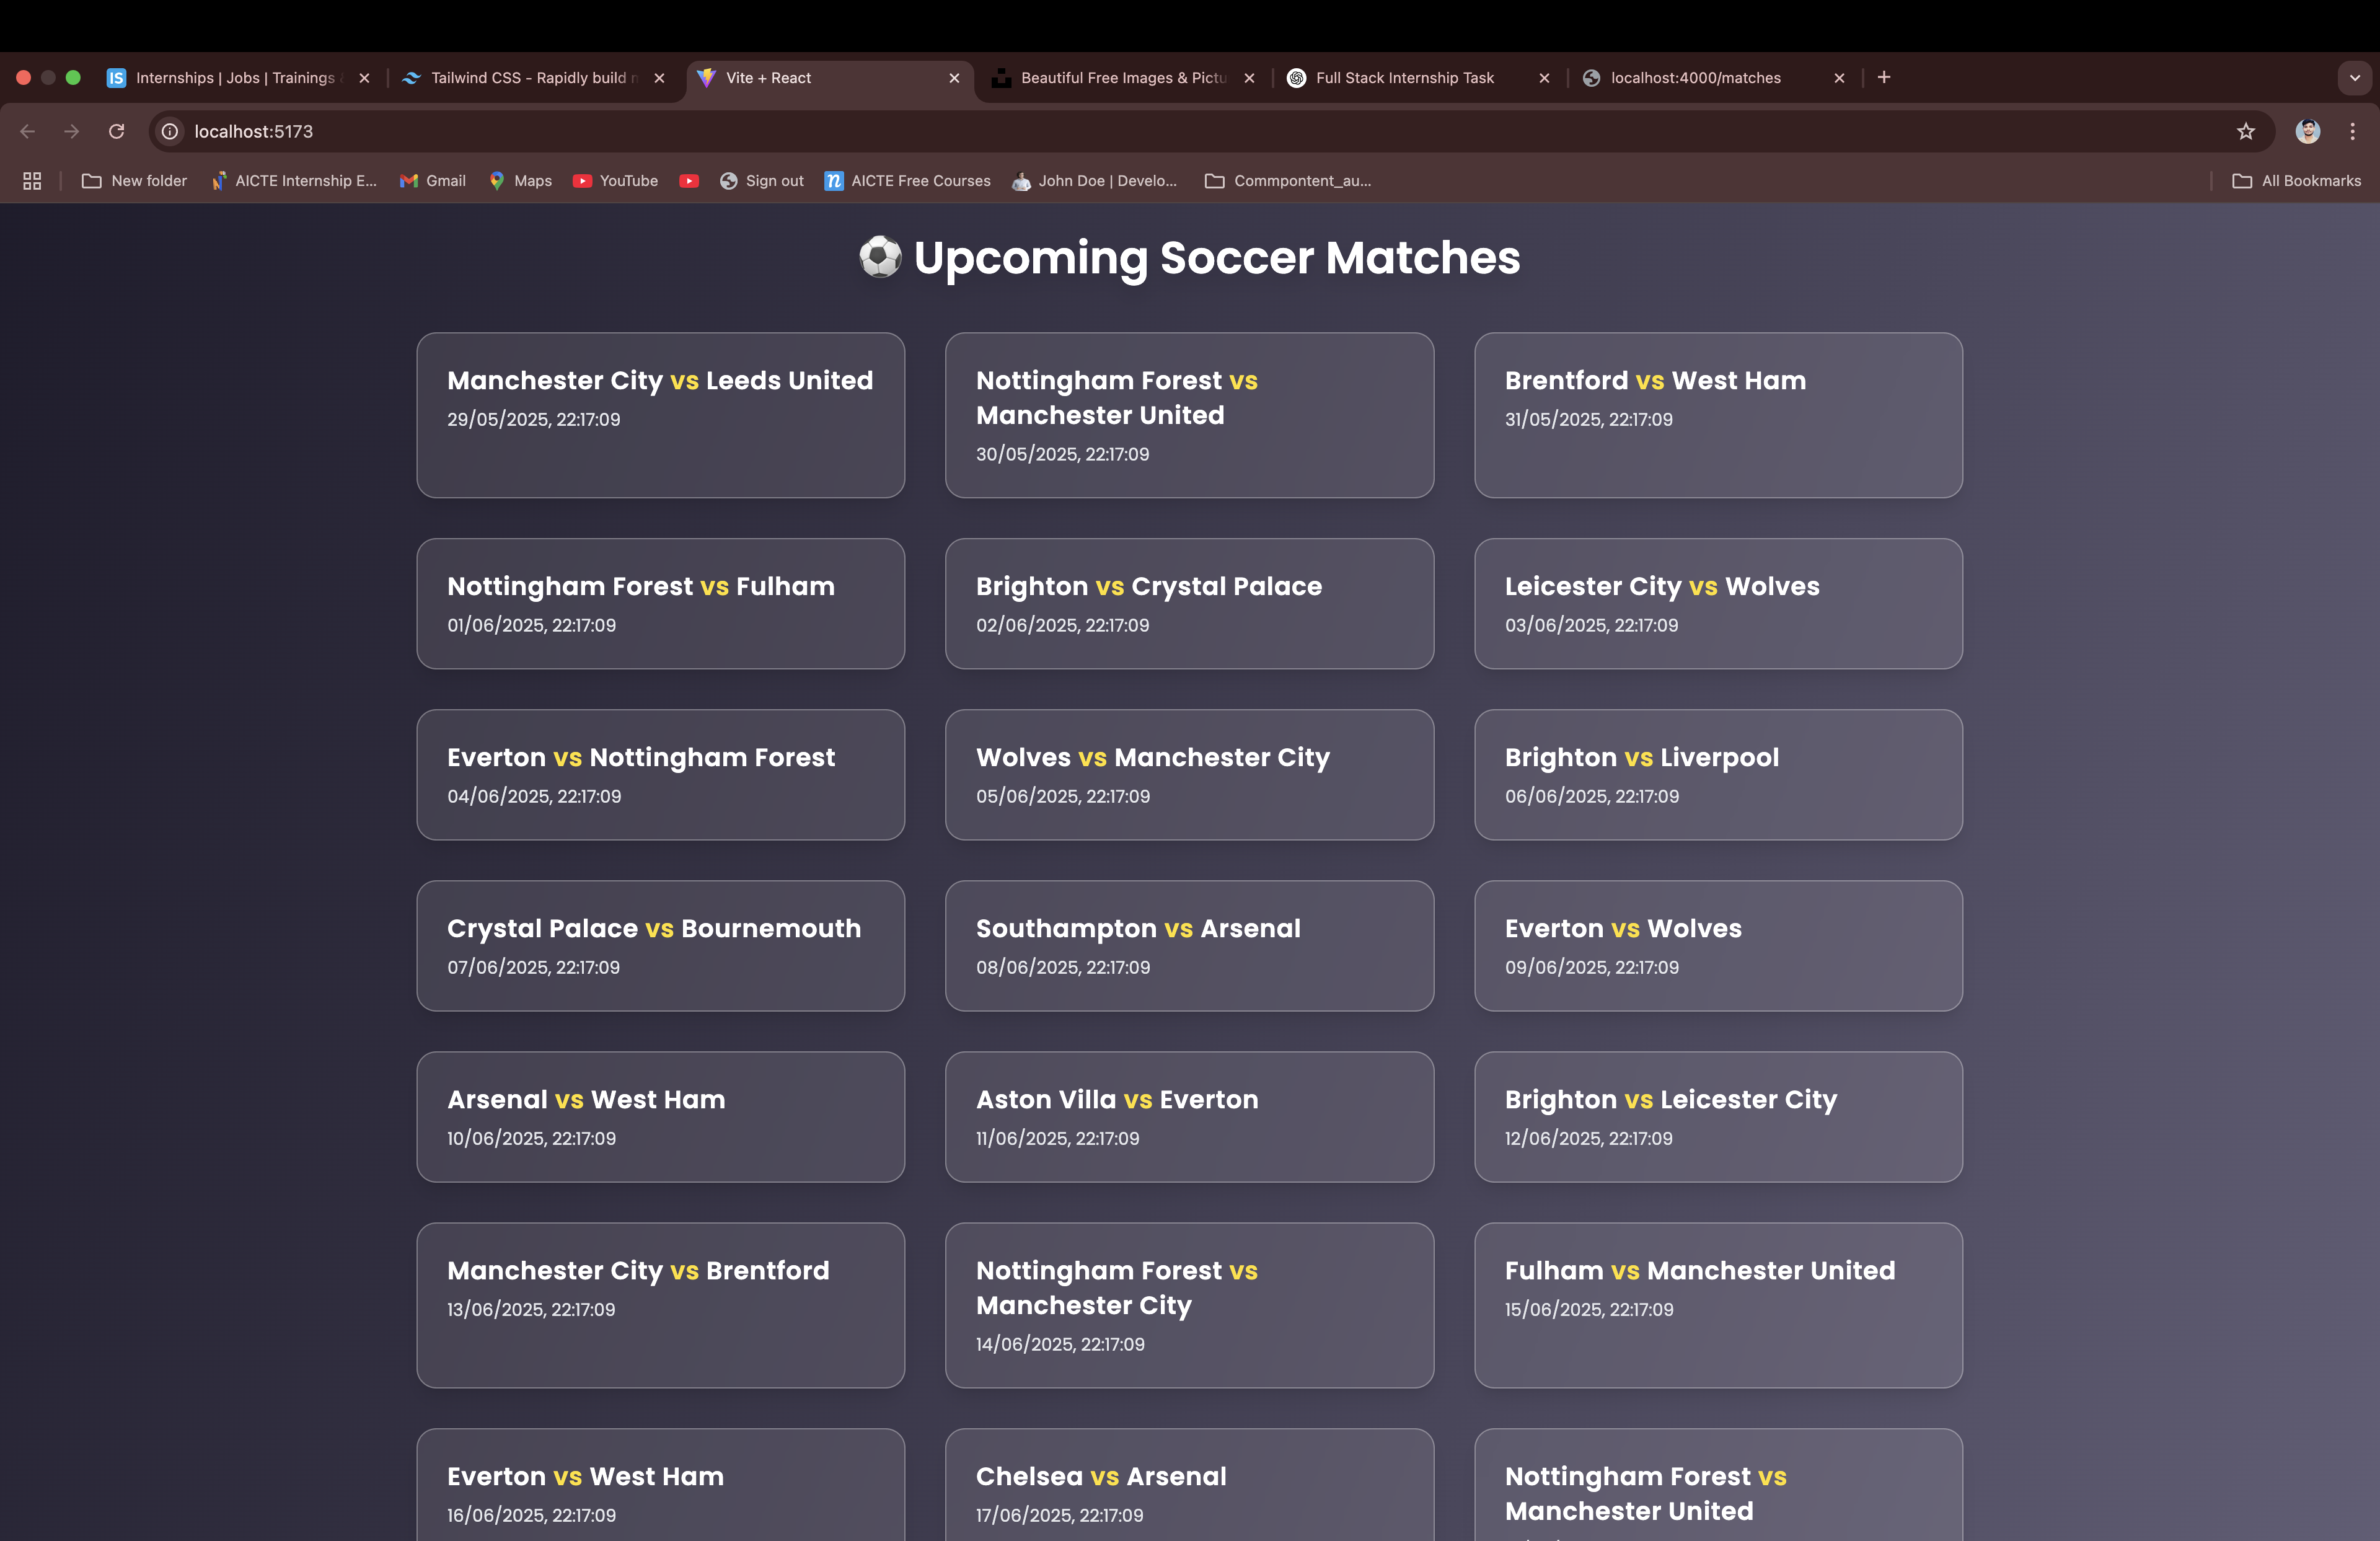 Internships | Jobs | Trainings
Tailwind CSS - Rapidly build
Vite + React
Beautiful Free Images & Pictu
Full Stack Internship Task
localhost:4000/matches
localhost:5173
New folder
AICTE Internship E...
Gmail
Maps
YouTube
Sign out
AICTE Free Courses
John Doe | Develo...
Commpontent_au...
All Bookmarks
⚽ Upcoming Soccer Matches
Manchester City vs Leeds United
29/05/2025, 22:17:09
Nottingham Forest vs
Manchester United
30/05/2025, 22:17:09
Brentford vs West Ham
31/05/2025, 22:17:09
Nottingham Forest vs Fulham
01/06/2025, 22:17:09
Brighton vs Crystal Palace
02/06/2025, 22:17:09
Leicester City vs Wolves
03/06/2025, 22:17:09
Everton vs Nottingham Forest
04/06/2025, 22:17:09
Wolves vs Manchester City
05/06/2025, 22:17:09
Brighton vs Liverpool
06/06/2025, 22:17:09
Crystal Palace vs Bournemouth
07/06/2025, 22:17:09
Southampton vs Arsenal
08/06/2025, 22:17:09
Everton vs Wolves
09/06/2025, 22:17:09
Arsenal vs West Ham
10/06/2025, 22:17:09
Aston Villa vs Everton
11/06/2025, 22:17:09
Brighton vs Leicester City
12/06/2025, 22:17:09
Manchester City vs Brentford
13/06/2025, 22:17:09
Nottingham Forest vs
Manchester City
14/06/2025, 22:17:09
Fulham vs Manchester United
15/06/2025, 22:17:09
Everton vs West Ham
16/06/2025, 22:17:09
Chelsea vs Arsenal
17/06/2025, 22:17:09
Nottingham Forest vs
Manchester United